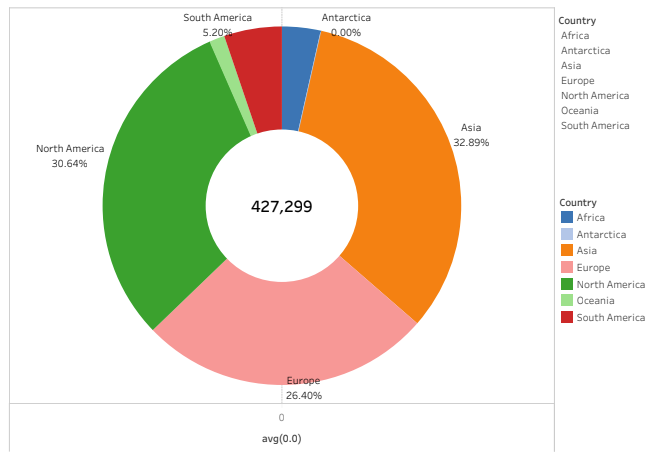 South America
5.20%
Antarctica
0.00%
Asia
32.89%
North America
30.64%
427,299
Europe
26.40%
0
avg(0.0)
Country
Africa
Antarctica
Asia
Europe
North America
Oceania
South America
Country
Africa
Antarctica
Asia
Europe
North America
Oceania
South America